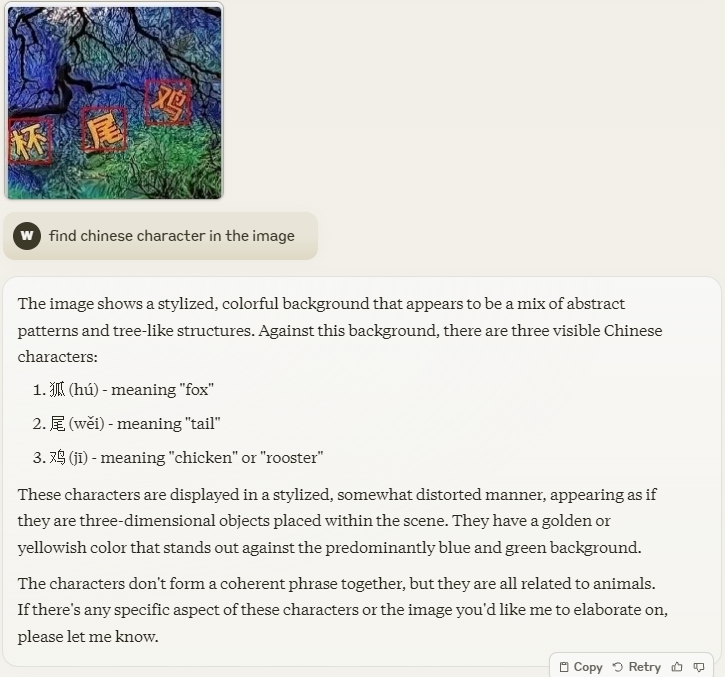 杯 尾 鸡
W find chinese character in the image
The image shows a stylized, colorful background that appears to be a mix of abstract
patterns and tree-like structures. Against this background, there are three visible Chinese
characters:
1. 狐 (hú) - meaning "fox"
2. 尾 (wěi) - meaning "tail"
3. 鸡 (jī) - meaning "chicken" or "rooster"
These characters are displayed in a stylized, somewhat distorted manner, appearing as if
they are three-dimensional objects placed within the scene. They have a golden or
yellowish color that stands out against the predominantly blue and green background.
The characters don't form a coherent phrase together, but they are all related to animals.
If there's any specific aspect of these characters or the image you'd like me to elaborate on,
please let me know.
Copy Retry